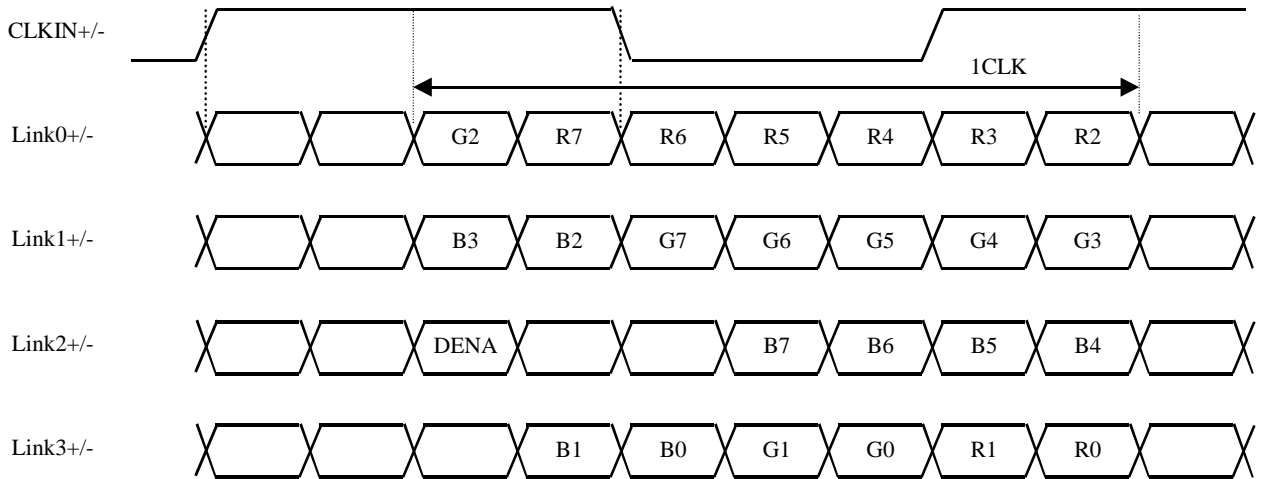 CLKIN+/-
1CLK
Link0+/- G2 R7 R6 R5 R4 R3 R2
Link1+/- B3 B2 G7 G6 G5 G4 G3
Link2+/- DENA B7 B6 B5 B4
Link3+/- B1 B0 G1 G0 R1 R0